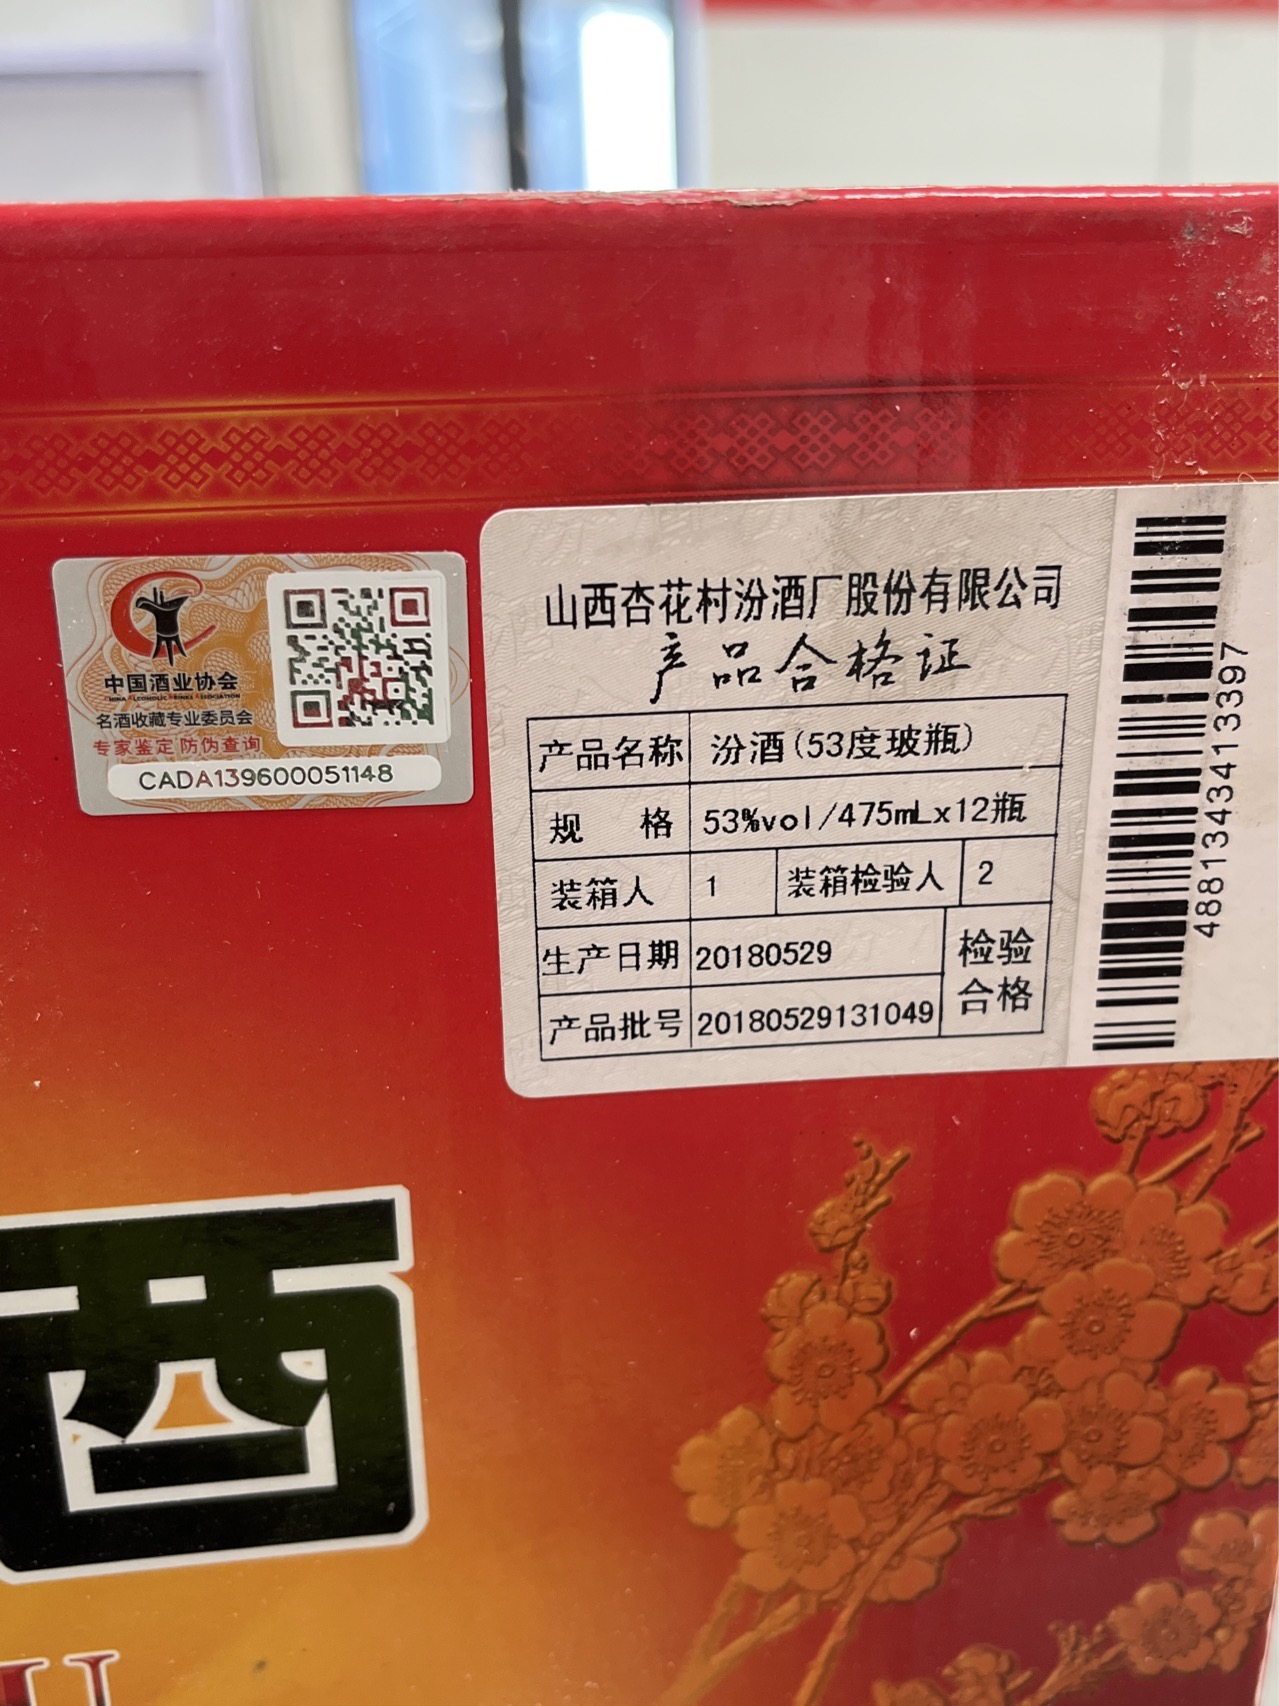 中国酒业协会
CHINA ALCOHOLIC DRINKS ASSOCIATION
名酒收藏专业委员会
专家鉴定 防伪查询
CADA139600051148
山西杏花村汾酒厂股份有限公司
产品合格证
产品名称 汾酒(53度玻瓶)
规 格 53%vol/475mLx12瓶
装箱人 1 装箱检验人 2
生产日期 20180529 检验
合格
产品批号 20180529131049
4881343413397